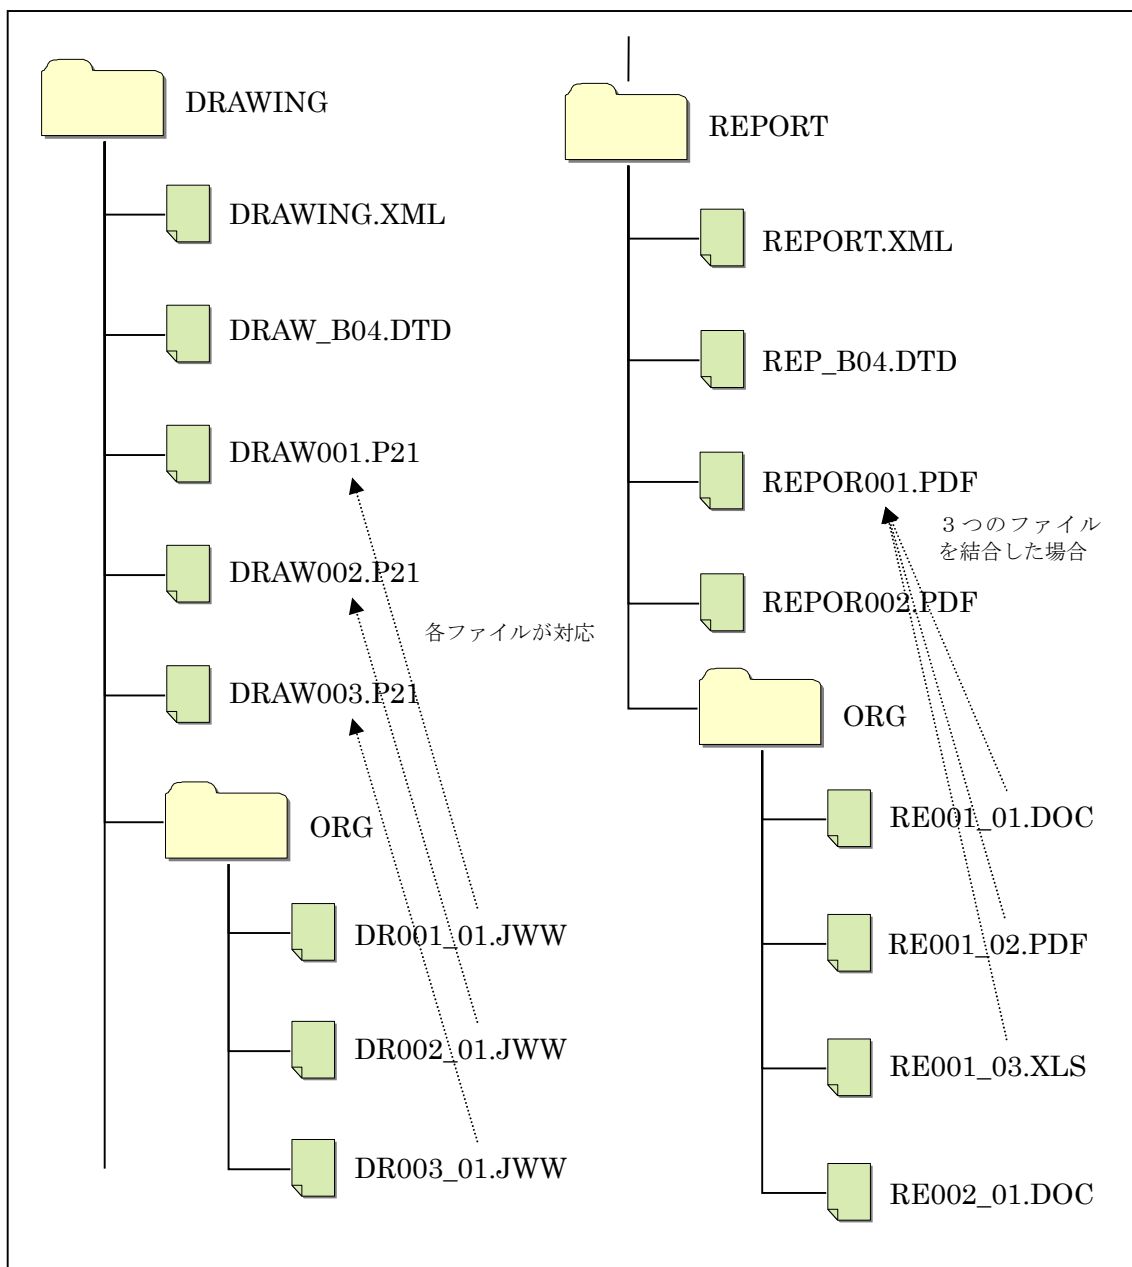 DRAWING
DRAWING.XML
DRAW_B04.DTD
DRAW001.P21
DRAW002.P21
各ファイルが対応
DRAW003.P21
ORG
DR001_01.JWW
DR002_01.JWW
DR003_01.JWW
REPORT
REPORT.XML
REP_B04.DTD
REPOR001.PDF
３つのファイル
を結合した場合
REPOR002.PDF
ORG
RE001_01.DOC
RE001_02.PDF
RE001_03.XLS
RE002_01.DOC